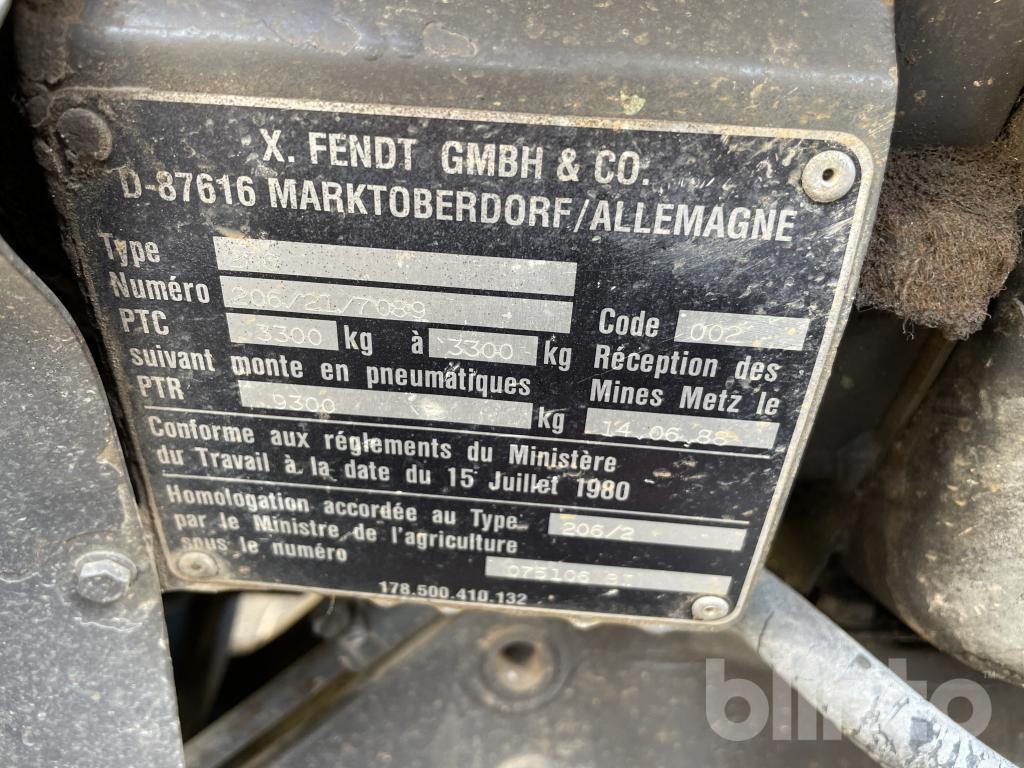 X. FENDT GMBH & CO.
D-87616 MARKTOBERDORF/ALLEMAGNE
Type
Numéro 206/21/7089
Code 002
PTC 3300 kg à 3300 kg
suivant monte en pneumatiques
PTR 9300 kg
Réception des
Mines Metz le
14.06.88
Conforme aux réglements du Ministère
du Travail à la date du 15 Juillet 1980
Homologation accordée au Type 206/2
par le Ministre de l'agriculture
sous le numéro 075106 BI
178.500.410.132
blinto